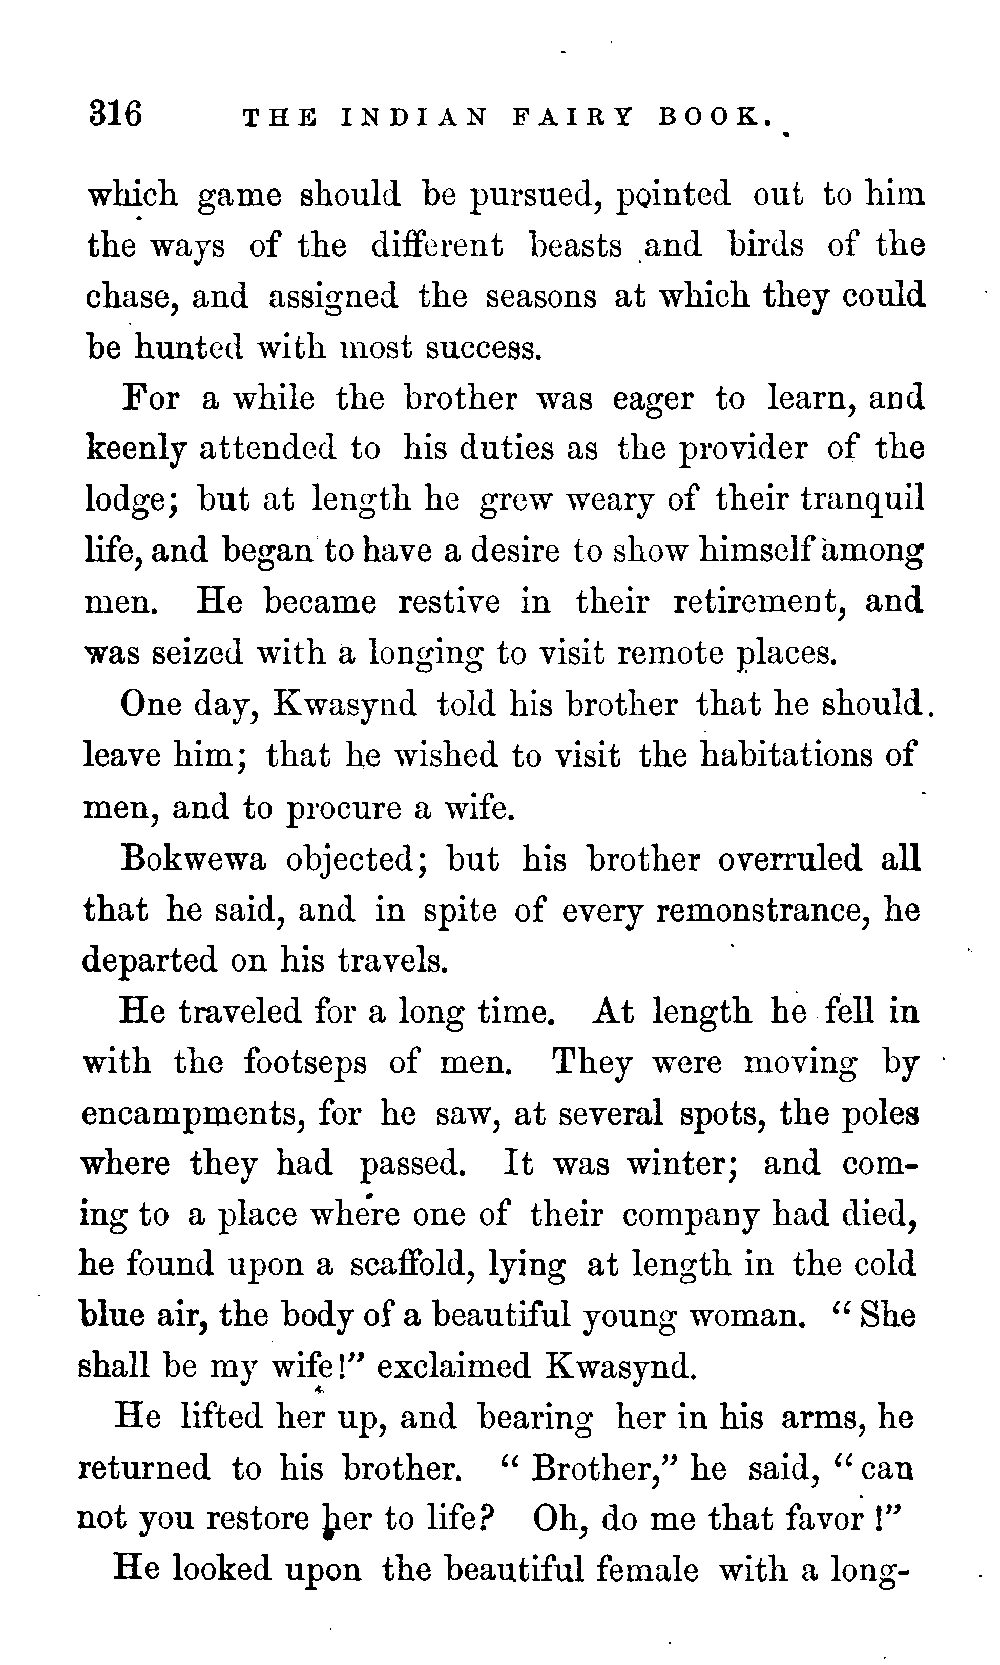 316 THE INDIAN FAIRY BOOK.
which game should be pursued, pointed out to him
the ways of the different beasts and birds of the
chase, and assigned the seasons at which they could
be hunted with most success.
For a while the brother was eager to learn, and
keenly attended to his duties as the provider of the
lodge; but at length he grew weary of their tranquil
life, and began to have a desire to show himself among
men. He became restive in their retirement, and
was seized with a longing to visit remote places.
One day, Kwasynd told his brother that he should.
leave him; that he wished to visit the habitations of
men, and to procure a wife.
Bokwewa objected; but his brother overruled all
that he said, and in spite of every remonstrance, he
departed on his travels.
He traveled for a long time. At length he fell in
with the footseps of men. They were moving by
encampments, for he saw, at several spots, the poles
where they had passed. It was winter; and com-
ing to a place where one of their company had died,
he found upon a scaffold, lying at length in the cold
blue air, the body of a beautiful young woman. “She
shall be my wife!” exclaimed Kwasynd.
He lifted her up, and bearing her in his arms, he
returned to his brother. “Brother,” he said, “can
not you restore her to life? Oh, do me that favor!”
He looked upon the beautiful female with a long-